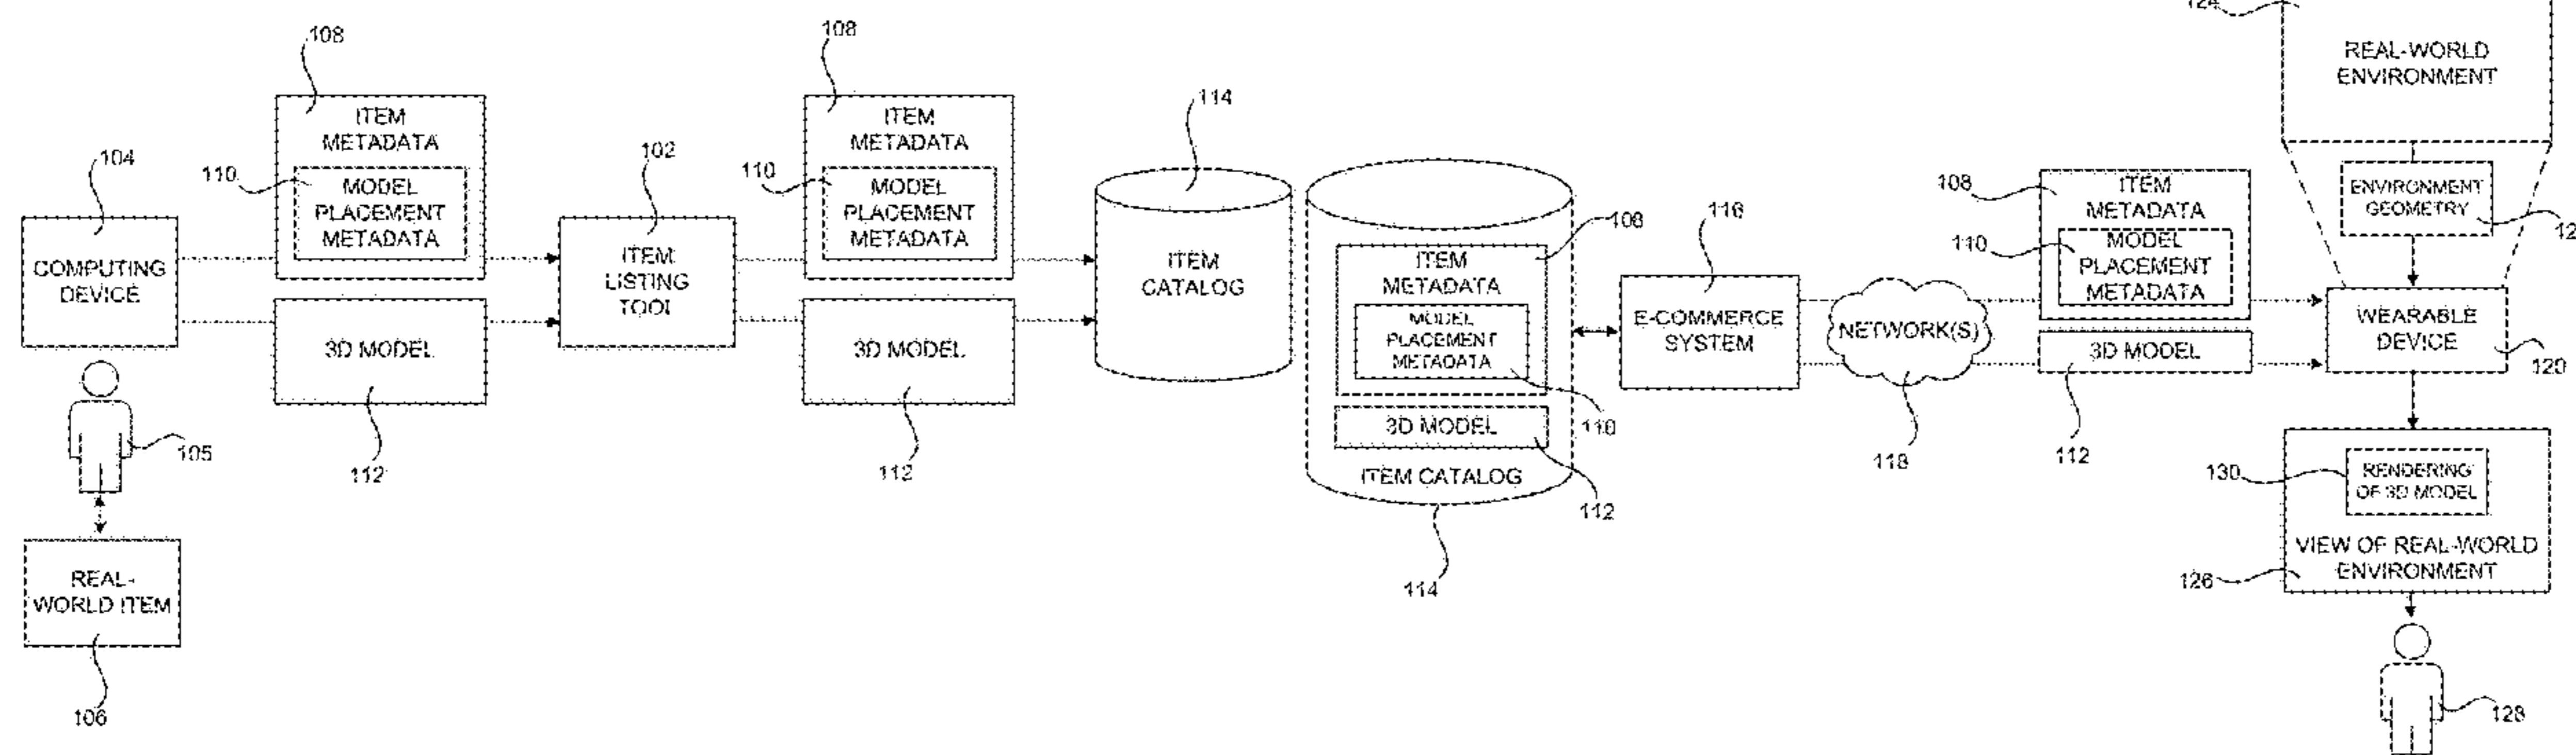 108
ITEM
METADATA
110
MODEL
PLACEMENT
METADATA
104
COMPUTING
DEVICE
3D MODEL
112
105
REAL-
WORLD ITEM
106
102
ITEM
LISTING
TOOL
108
ITEM
METADATA
110
MODEL
PLACEMENT
METADATA
3D MODEL
112
114
ITEM
CATALOG
108
ITEM
METADATA
MODEL
PLACEMENT
METADATA
110
3D MODEL
112
ITEM CATALOG
114
116
E-COMMERCE
SYSTEM
NETWORK(S)
118
108
ITEM
METADATA
110
MODEL
PLACEMENT
METADATA
3D MODEL
112
124
REAL-WORLD
ENVIRONMENT
ENVIRONMENT
GEOMETRY
WEARABLE
DEVICE
120
130
RENDERING
OF 3D MODEL
VIEW OF REAL-WORLD
ENVIRONMENT
126
128